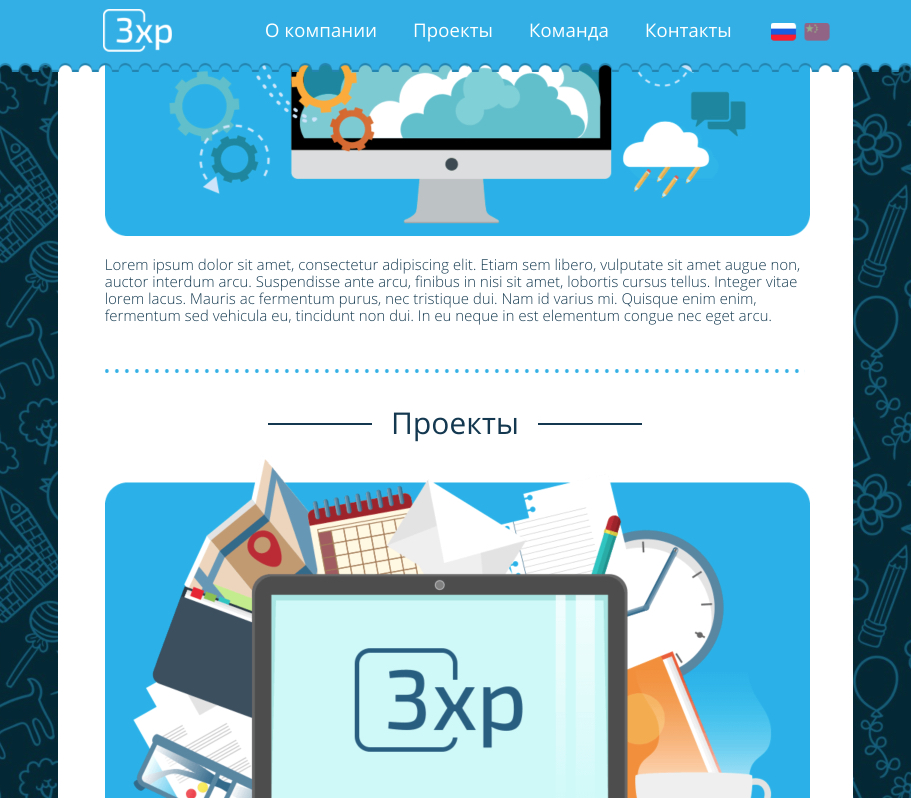 3xp
О компании Проекты Команда Контакты
Lorem ipsum dolor sit amet, consectetur adipiscing elit. Etiam sem libero, vulputate sit amet augue non,
auctor interdum arcu. Suspendisse ante arcu, finibus in nisi sit amet, lobortis cursus tellus. Integer vitae
lorem lacus. Mauris ac fermentum purus, nec tristique dui. Nam id varius mi. Quisque enim enim,
fermentum sed vehicula eu, tincidunt non dui. In eu neque in est elementum congue nec eget arcu.
Проекты
3xp